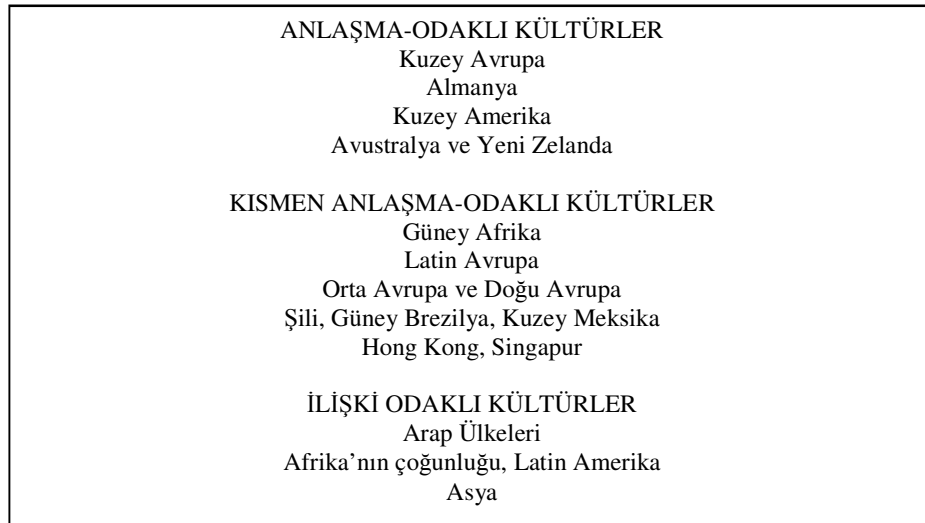 ANLAŞMA-ODAKLI KÜLTÜRLER
Kuzey Avrupa
Almanya
Kuzey Amerika
Avustralya ve Yeni Zelanda
KISMEN ANLAŞMA-ODAKLI KÜLTÜRLER
Güney Afrika
Latin Avrupa
Orta Avrupa ve Doğu Avrupa
Şili, Güney Brezilya, Kuzey Meksika
Hong Kong, Singapur
İLİŞKİ ODAKLI KÜLTÜRLER
Arap Ülkeleri
Afrika’nın çoğunluğu, Latin Amerika
Asya